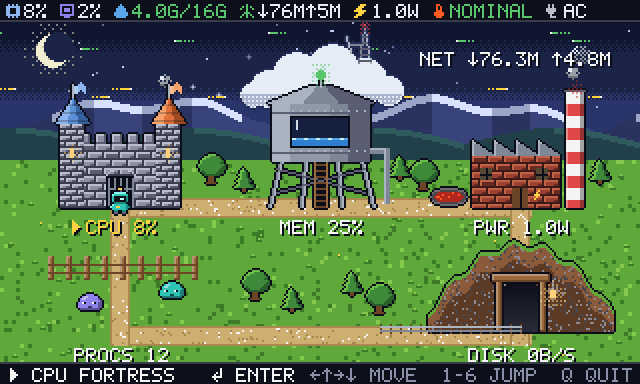 8% 2% 4.0G/16G ↓76M↑5M 1.0W NOMINAL AC
NET ↓76.3M ↑4.8M
CPU 8% MEM 25% PWR 1.0W
PROCS 12 DISK 0B/S
CPU FORTRESS ↲ ENTER ←↑→↓ MOVE 1-6 JUMP Q QUIT